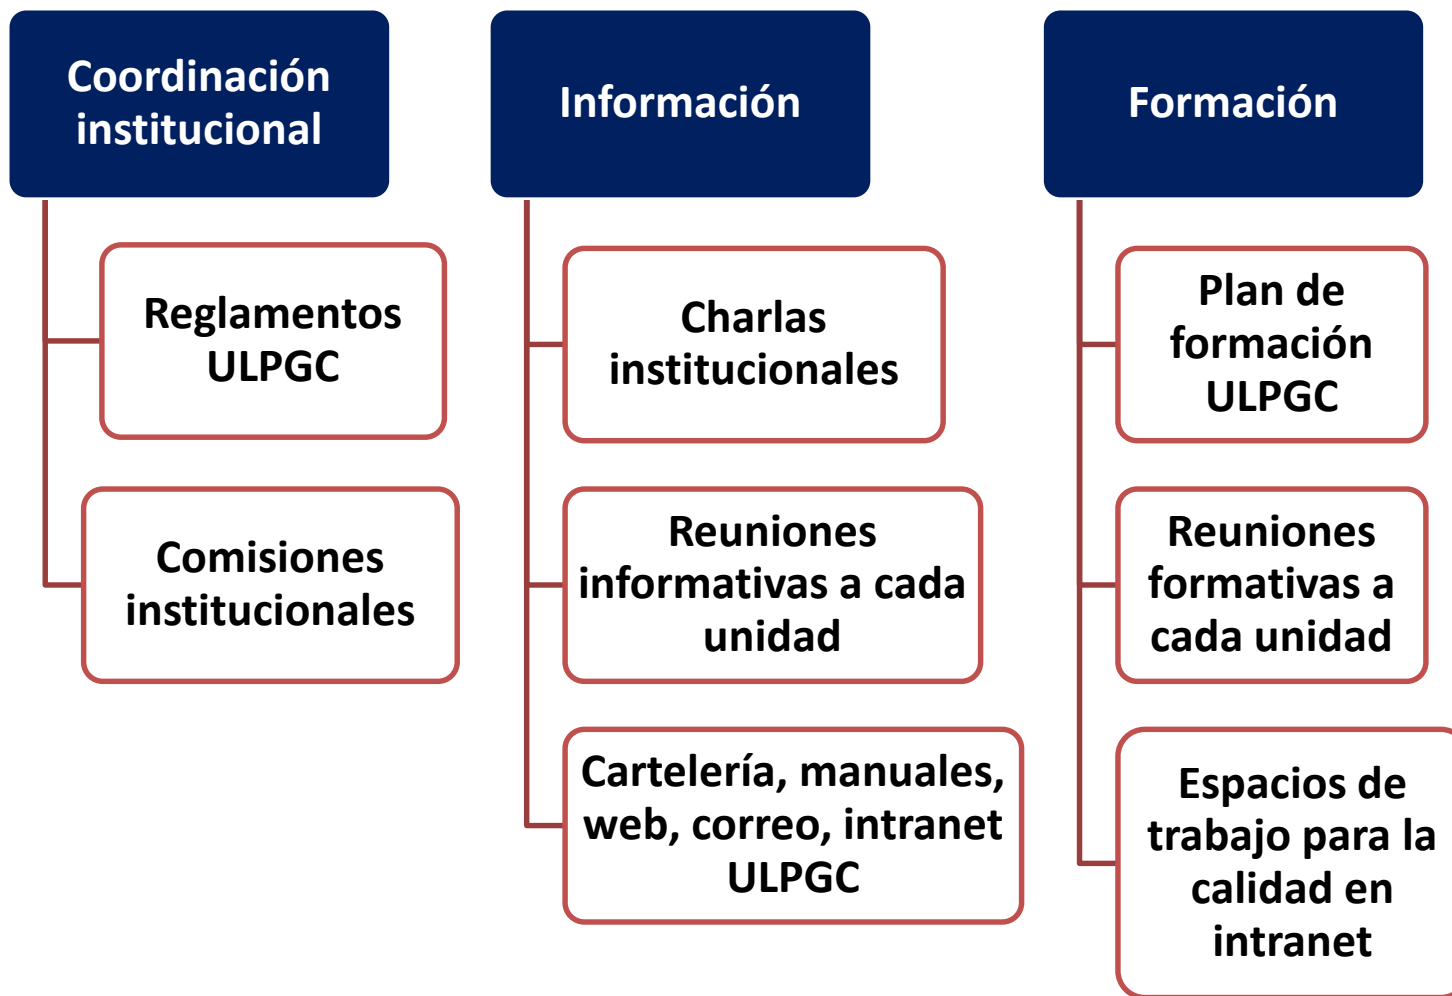 Coordinación
institucional
Reglamentos
ULPGC
Comisiones
institucionales
Información
Charlas
institucionales
Reuniones
informativas a cada
unidad
Cartelería, manuales,
web, correo, intranet
ULPGC
Formación
Plan de
formación
ULPGC
Reuniones
formativas a
cada unidad
Espacios de
trabajo para la
calidad en
intranet